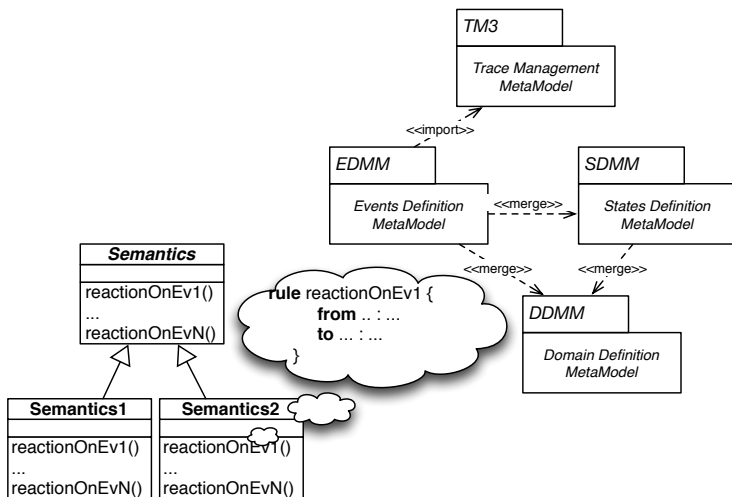 TM3
Trace Management
MetaModel
<<import>>
EDMM
Events Definition
MetaModel
<<merge>>
SDMM
States Definition
MetaModel
<<merge>>
<<merge>>
DDMM
Domain Definition
MetaModel
Semantics
reactionOnEv1()
...
reactionOnEvN()
rule reactionOnEv1 {
from .. : ...
to ... : ...
}
Semantics1
reactionOnEv1()
...
reactionOnEvN()
Semantics2
reactionOnEv1()
...
reactionOnEvN()